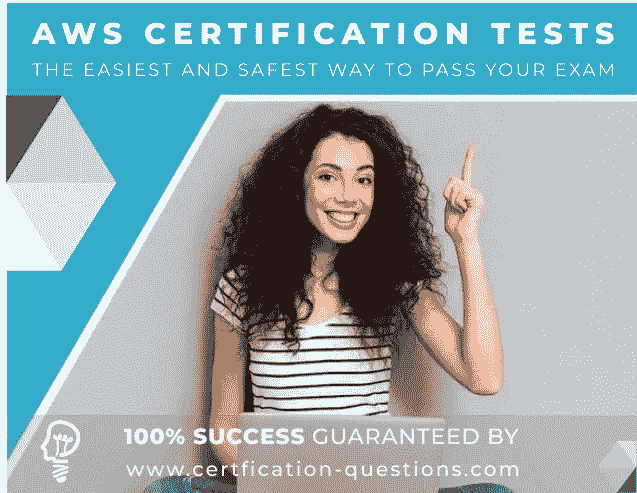 AWS CERTIFICATION TESTS
THE EASIEST AND SAFEST WAY TO PASS YOUR EXAM
100% SUCCESS GUARANTEED BY
www.certfication-questions.com